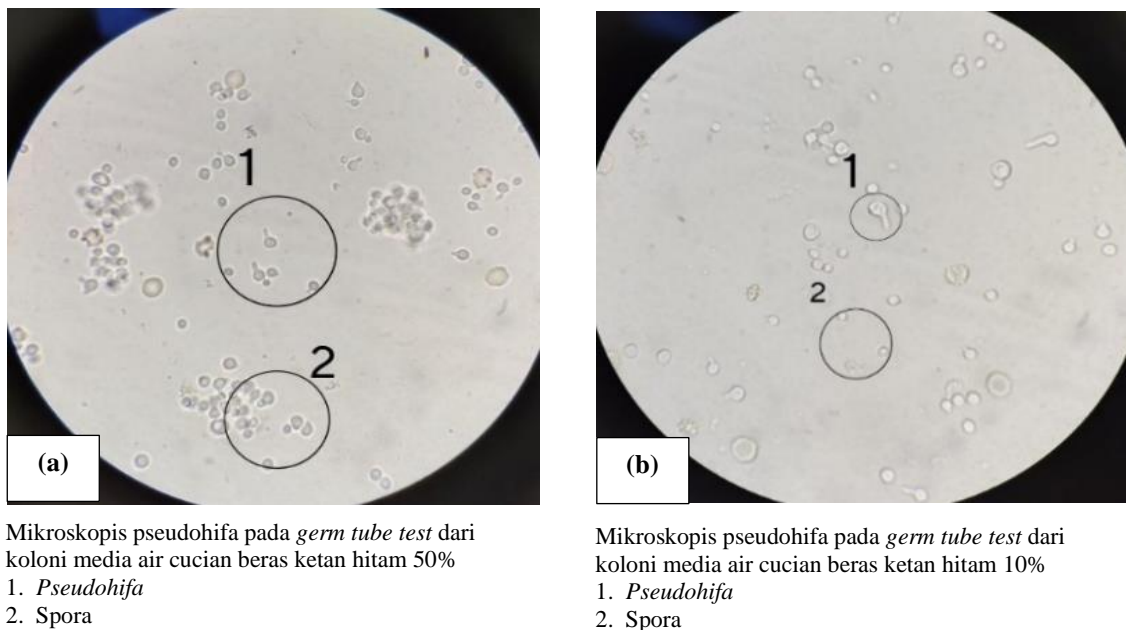 1
2
(a)
Mikroskopis pseudohifa pada germ tube test dari
koloni media air cucian beras ketan hitam 50%
1. Pseudohifa
2. Spora
1
2
(b)
Mikroskopis pseudohifa pada germ tube test dari
koloni media air cucian beras ketan hitam 10%
1. Pseudohifa
2. Spora